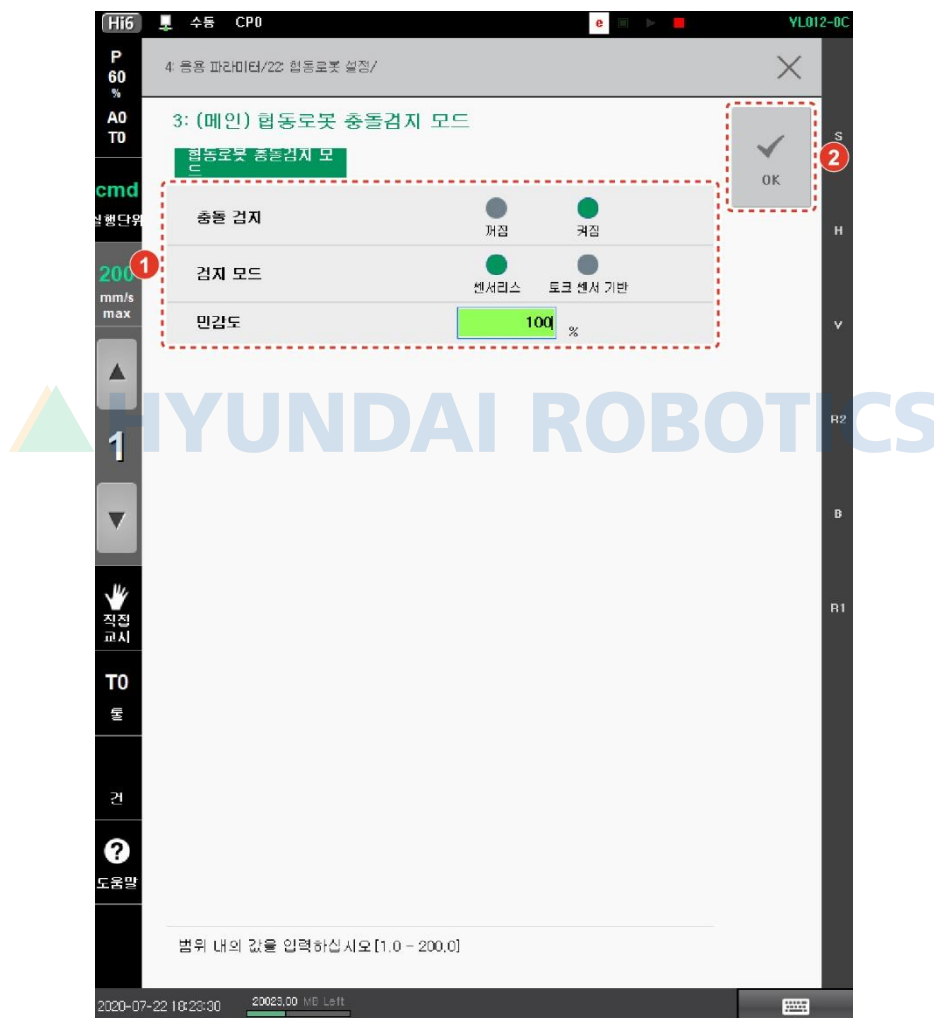 Hi6 수동 CP0 e YL012-0C
P
60
%
A0
T0
cmd
실행단위
200
mm/s
max
1
직접
교시
T0
툴
건
?
도움말
4: 응용 파라미터/22: 협동로봇 설정/
3: (메인) 협동로봇 충돌검지 모드
협동로봇 충돌검지 모
드
1
충돌 검지
꺼짐 켜짐
검지 모드
센서리스 토크 센서 기반
민감도 100 %
OK
2
S
H
V
R2
B
R1
HYUNDAI ROBOTICS
범위 내의 값을 입력하십시오[1.0 - 200.0]
2020-07-22 18:23:30 20023.00 MB Left